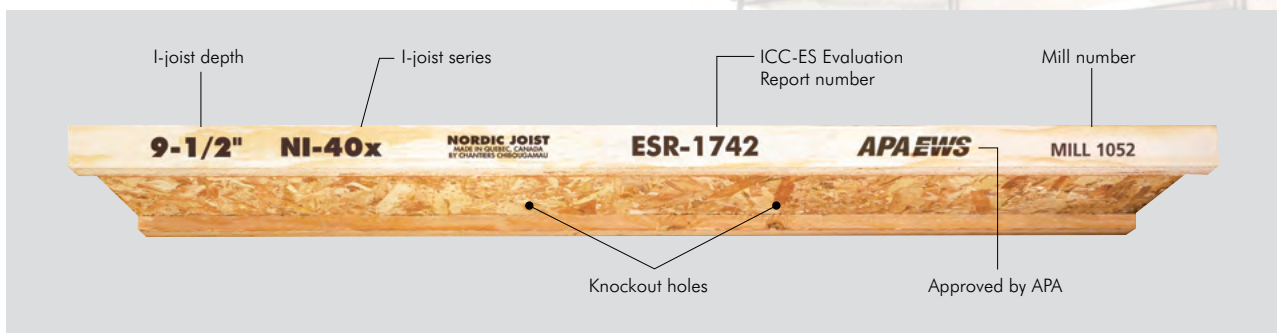 I-joist depth
I-joist series
ICC-ES Evaluation
Report number
Mill number
9-1/2" NI-40x NORDIC JOIST ESR-1742 APA EWS MILL 1052
MADE IN QUEBEC, CANADA
BY CHANTIERS CHIBOUGAMAU
Knockout holes
Approved by APA